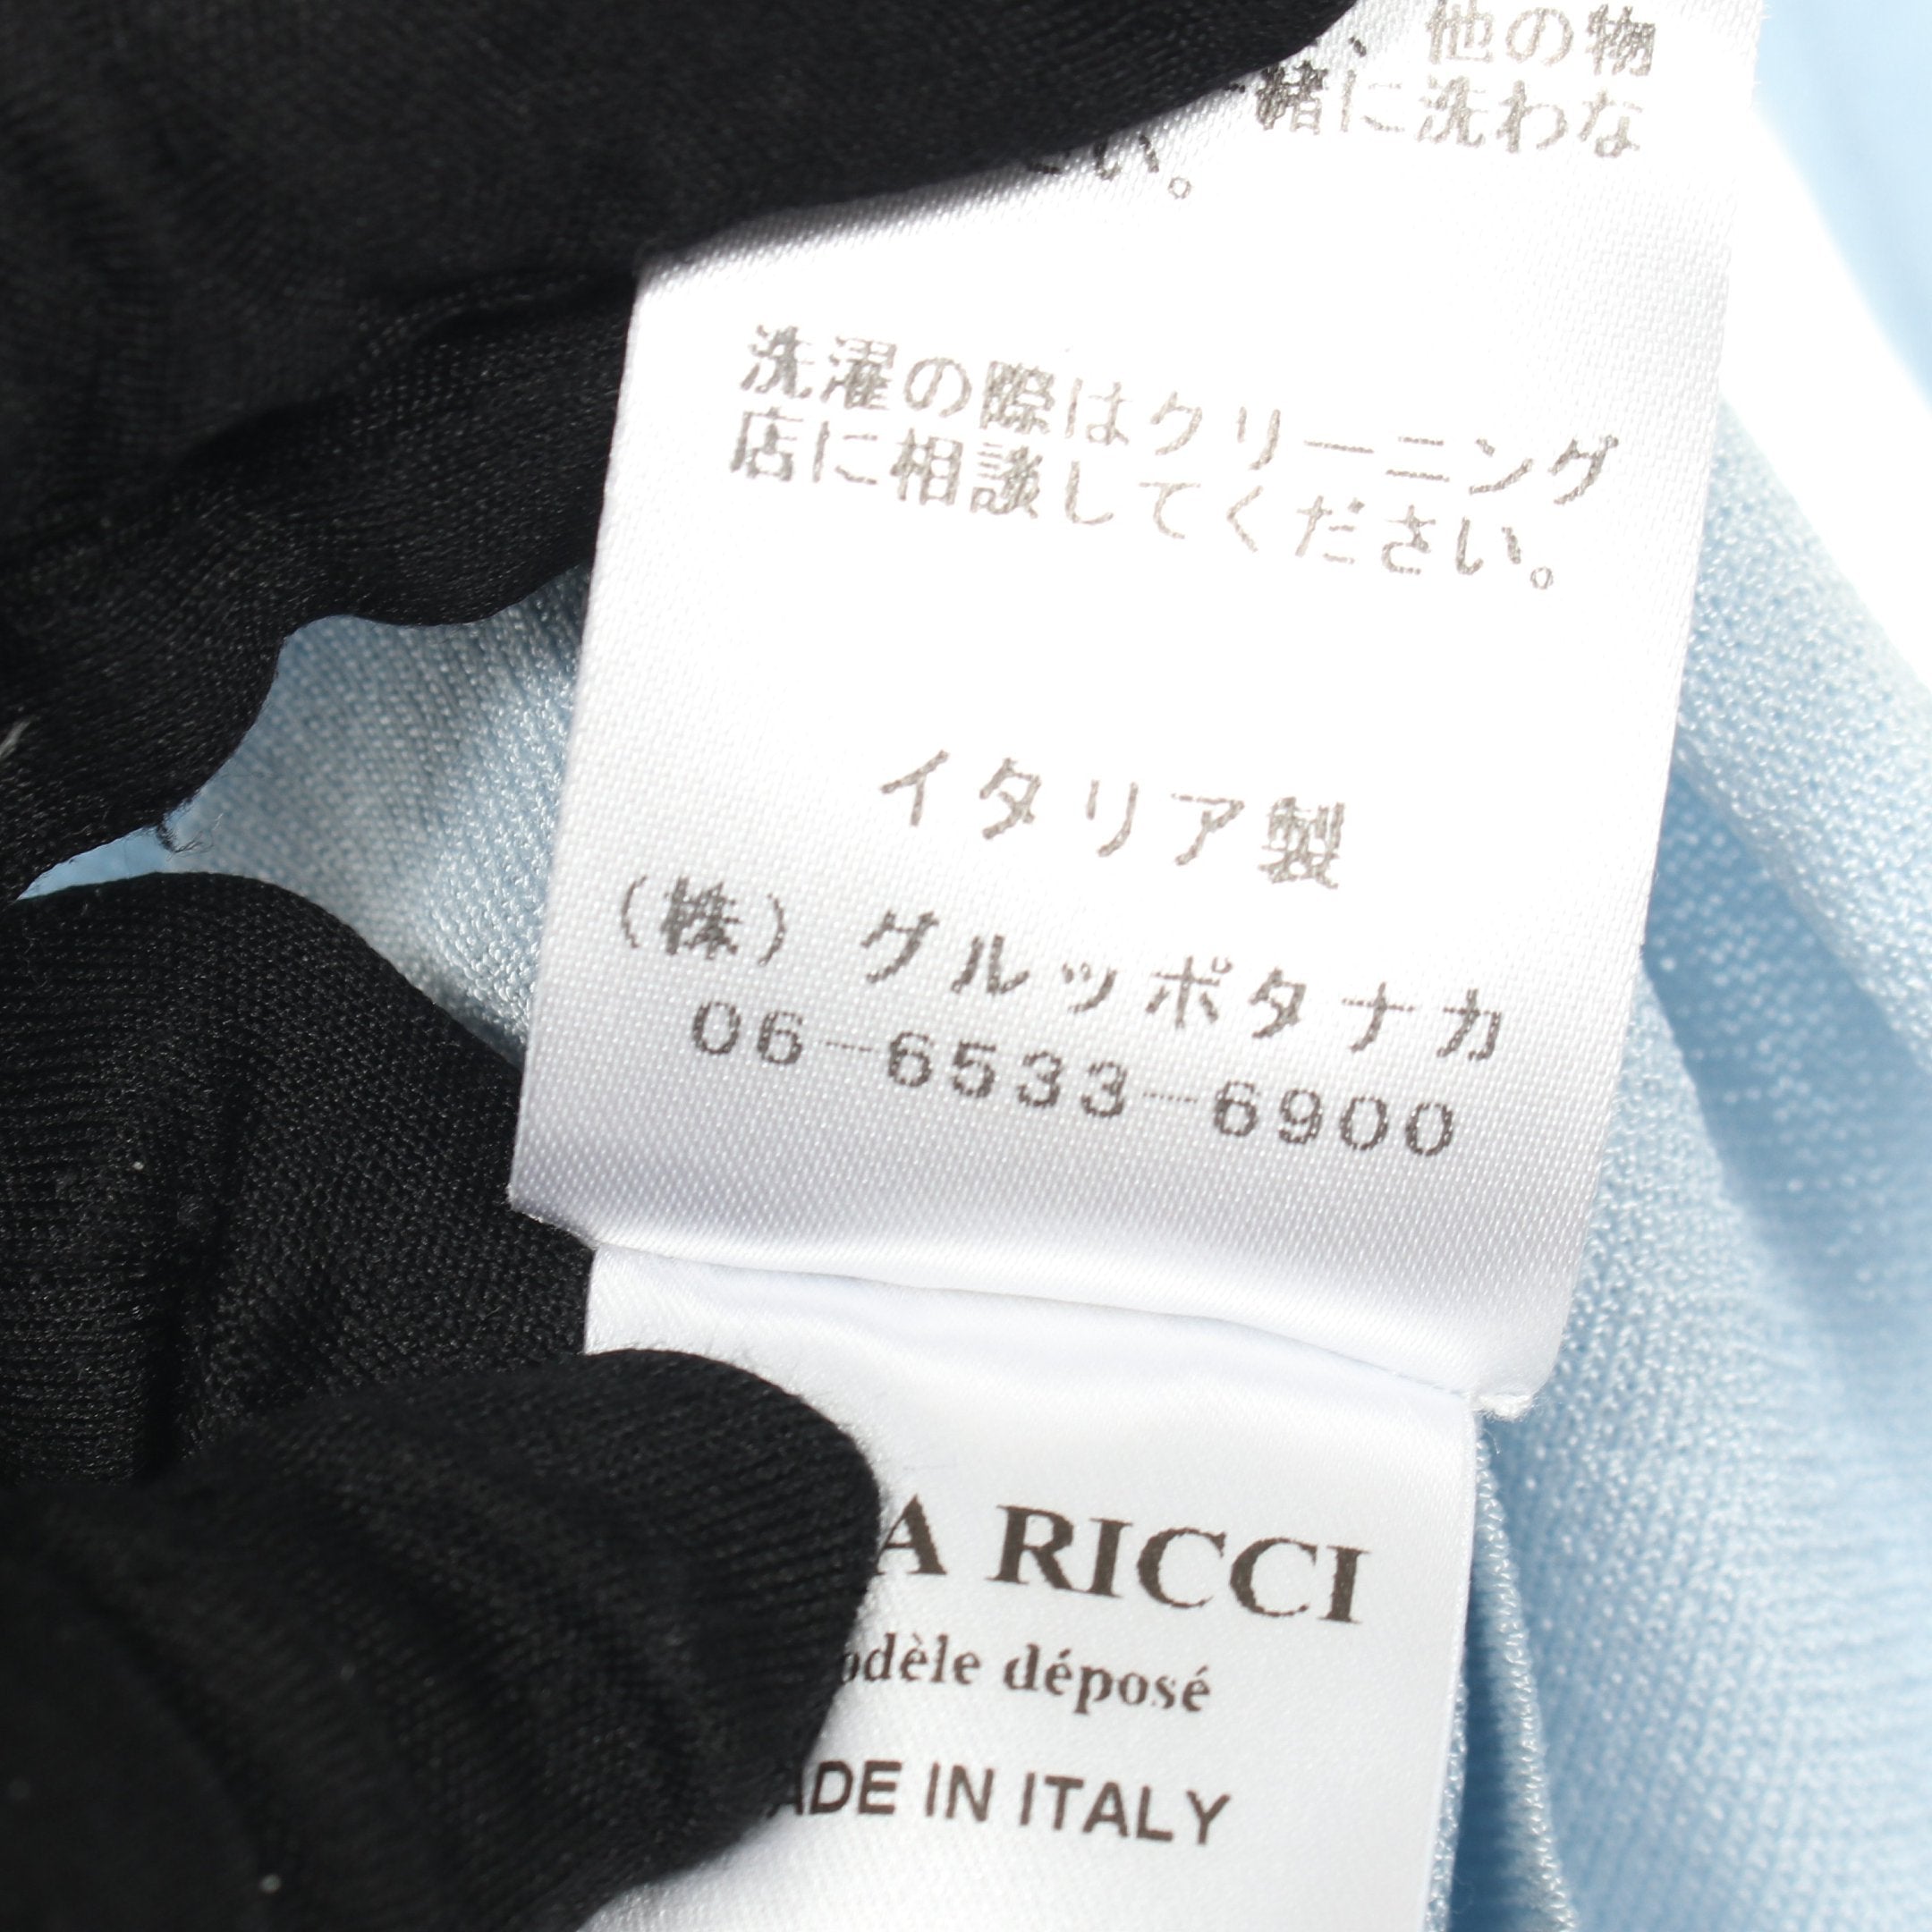 、他の物
緒に洗わな
い。
洗濯の際はクリーニング
店に相談してください。
イタリア製
（株）グルッポタナカ
06-6533-6900
A RICCI
odèle déposé
ADE IN ITALY